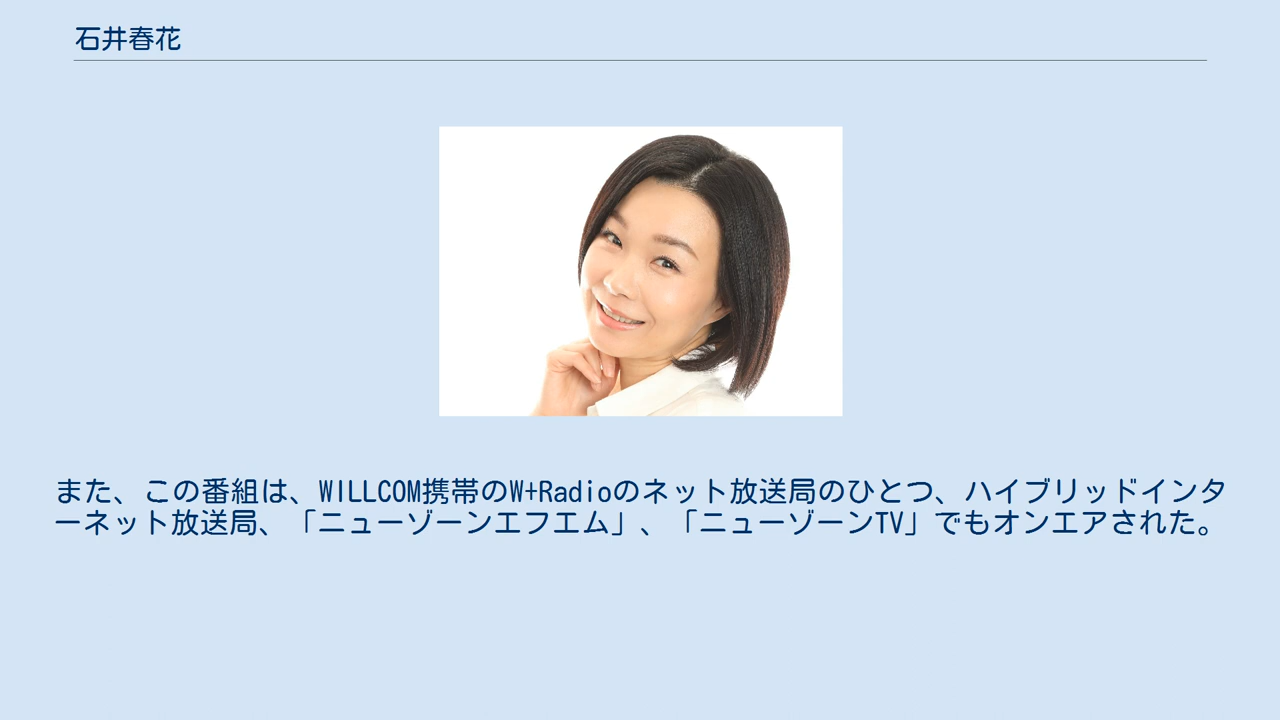 石井春花
また、この番組は、WILLCOM携帯のW+Radioのネット放送局のひとつ、ハイブリッドインタ
ーネット放送局、「ニューゾーンエフエム」、「ニューゾーンTV」でもオンエアされた。